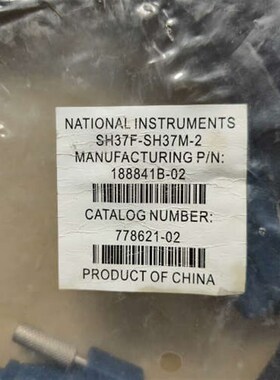 NATIONAL INSTRUMENTS
SH37F-SH37M-2
MANUFACTURING P/N:
188841B-02
CATALOG NUMBER:
778621-02
PRODUCT OF CHINA